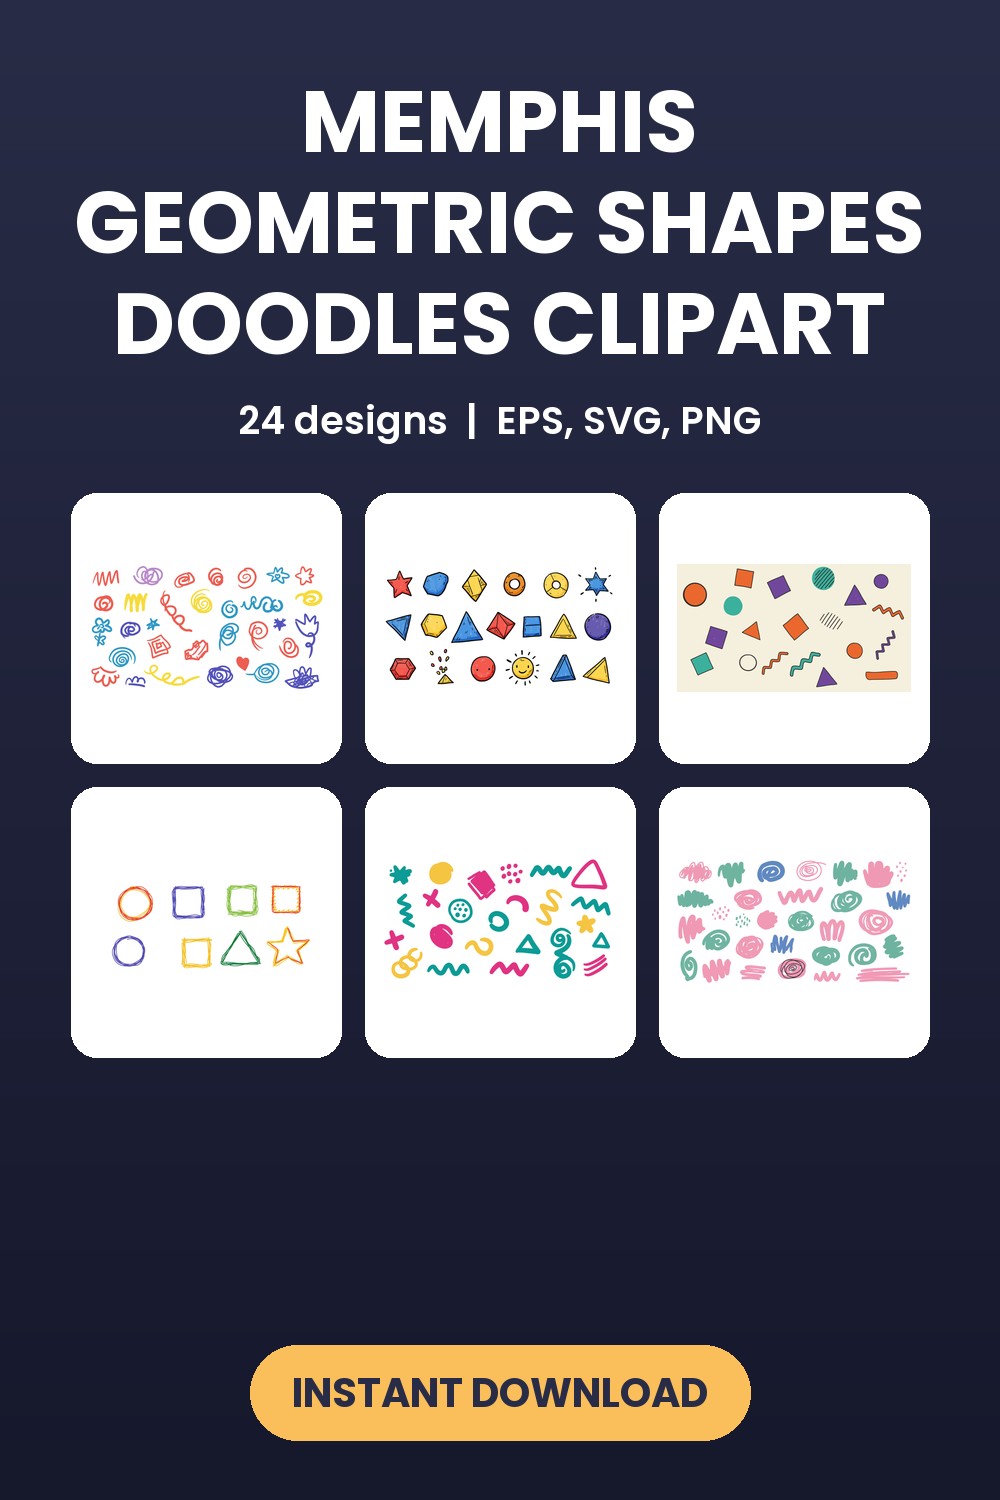 MEMPHIS
GEOMETRIC SHAPES
DOODLES CLIPART
24 designs | EPS, SVG, PNG
INSTANT DOWNLOAD